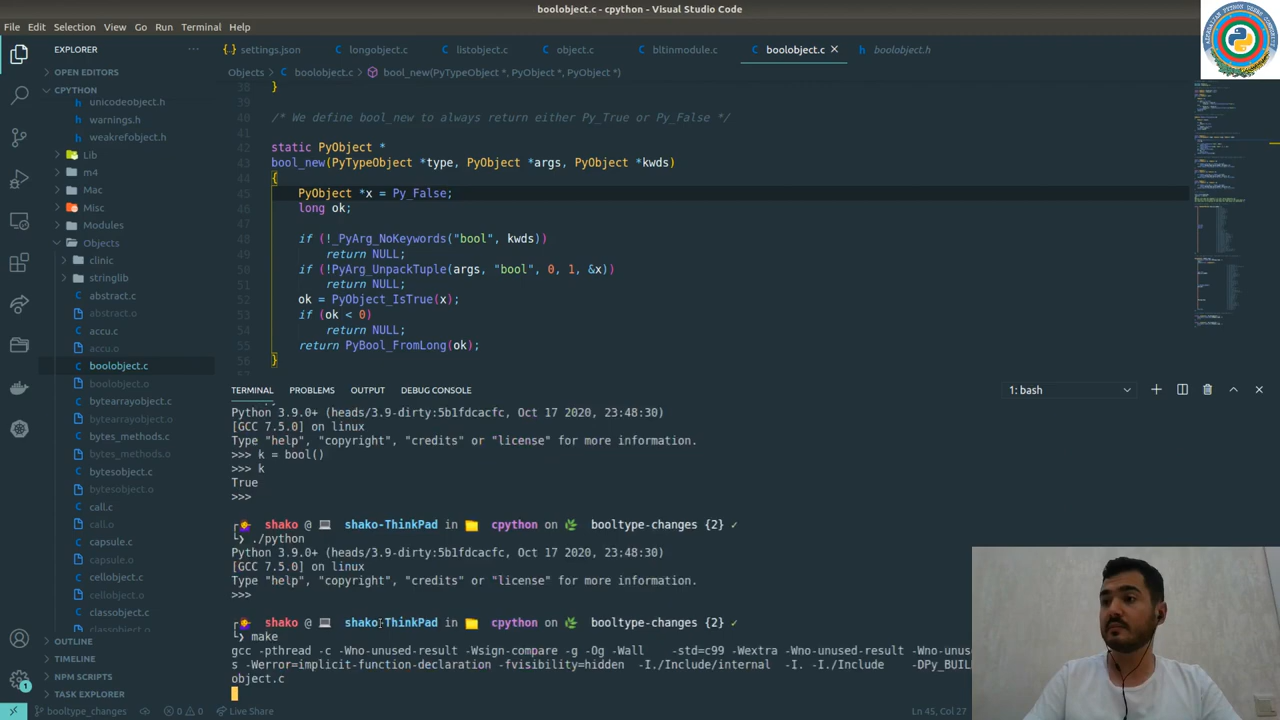 boolobject.c - cpython - Visual Studio Code
File Edit Selection View Go Run Terminal Help
AZERBAIJANI PYTHON USERS COMMUNITY
EXPLORER ...
settings.json
longobject.c
listobject.c
object.c
bltinmodule.c
boolobject.c
boolobject.h
OPEN EDITORS
Objects > boolobject.c > bool_new(PyTypeObject *, PyObject *, PyObject *)
CPYTHON
unicodeobject.h
warnings.h
weakrefobject.h
Lib
m4
Mac
Misc
Modules
Objects
clinic
stringlib
abstract.c
abstract.o
accu.c
accu.o
boolobject.c
boolobject.o
bytearrayobject.c
bytearrayobject.o
bytes_methods.c
bytes_methods.o
bytesobject.c
bytesobject.o
call.c
call.o
capsule.c
capsule.o
cellobject.c
cellobject.o
classobject.c
classobject.o
OUTLINE
TIMELINE
NPM SCRIPTS
TASK EXPLORER
38 }
39
40 /* We define bool_new to always return either Py_True or Py_False */
41
42 static PyObject *
43 bool_new(PyTypeObject *type, PyObject *args, PyObject *kwds)
44 {
45 PyObject *x = Py_False;
46 long ok;
47
48 if (!_PyArg_NoKeywords("bool", kwds))
49 return NULL;
50 if (!PyArg_UnpackTuple(args, "bool", 0, 1, &x))
51 return NULL;
52 ok = PyObject_IsTrue(x);
53 if (ok < 0)
54 return NULL;
55 return PyBool_FromLong(ok);
56 }
TERMINAL PROBLEMS OUTPUT DEBUG CONSOLE 1: bash
Python 3.9.0+ (heads/3.9-dirty:5b1fdcacfc, Oct 17 2020, 23:48:30)
[GCC 7.5.0] on linux
Type "help", "copyright", "credits" or "license" for more information.
>>> k = bool()
>>> k
True
>>>
shako @ shako-ThinkPad in cpython on booltype-changes {2} ✓
./python
Python 3.9.0+ (heads/3.9-dirty:5b1fdcacfc, Oct 17 2020, 23:48:30)
[GCC 7.5.0] on linux
Type "help", "copyright", "credits" or "license" for more information.
>>>
shako @ shako-ThinkPad in cpython on booltype-changes {2} ✓
make
gcc -pthread -c -Wno-unused-result -Wsign-compare -g -Og -Wall -std=c99 -Wextra -Wno-unused-result -Wno-unused
s -Werror=implicit-function-declaration -fvisibility=hidden -I./Include/internal -I. -I./Include -DPy_BUIL
object.c
1
booltype_changes 0 0 Live Share Ln 45, Col 27